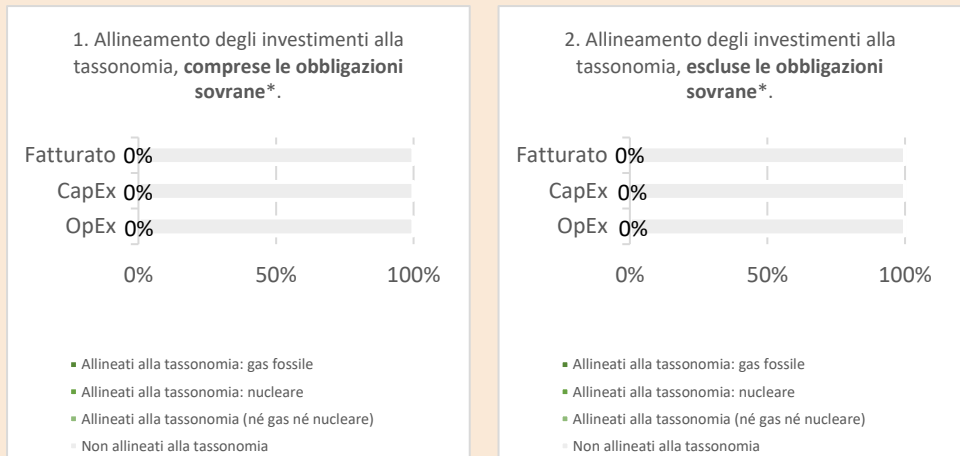 1. Allineamento degli investimenti alla
tassonomia, comprese le obbligazioni
sovrane*.
Fatturato 0%
CapEx 0%
OpEx 0%
0% 50% 100%
Allineati alla tassonomia: gas fossile
Allineati alla tassonomia: nucleare
Allineati alla tassonomia (né gas né nucleare)
Non allineati alla tassonomia
2. Allineamento degli investimenti alla
tassonomia, escluse le obbligazioni
sovrane*.
Fatturato 0%
CapEx 0%
OpEx 0%
0% 50% 100%
Allineati alla tassonomia: gas fossile
Allineati alla tassonomia: nucleare
Allineati alla tassonomia (né gas né nucleare)
Non allineati alla tassonomia